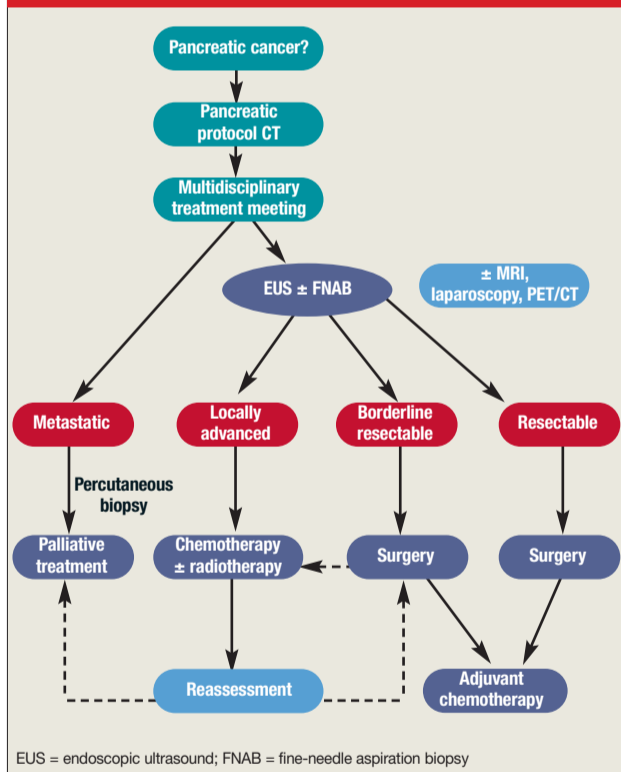 Pancreatic cancer?
Pancreatic
protocol CT
Multidisciplinary
treatment meeting
EUS ± FNAB
± MRI,
laparoscopy, PET/CT
Metastatic
Locally
advanced
Borderline
resectable
Resectable
Percutaneous
biopsy
Palliative
treatment
Chemotherapy
± radiotherapy
Surgery
Surgery
Reassessment
Adjuvant
chemotherapy
EUS = endoscopic ultrasound; FNAB = fine-needle aspiration biopsy